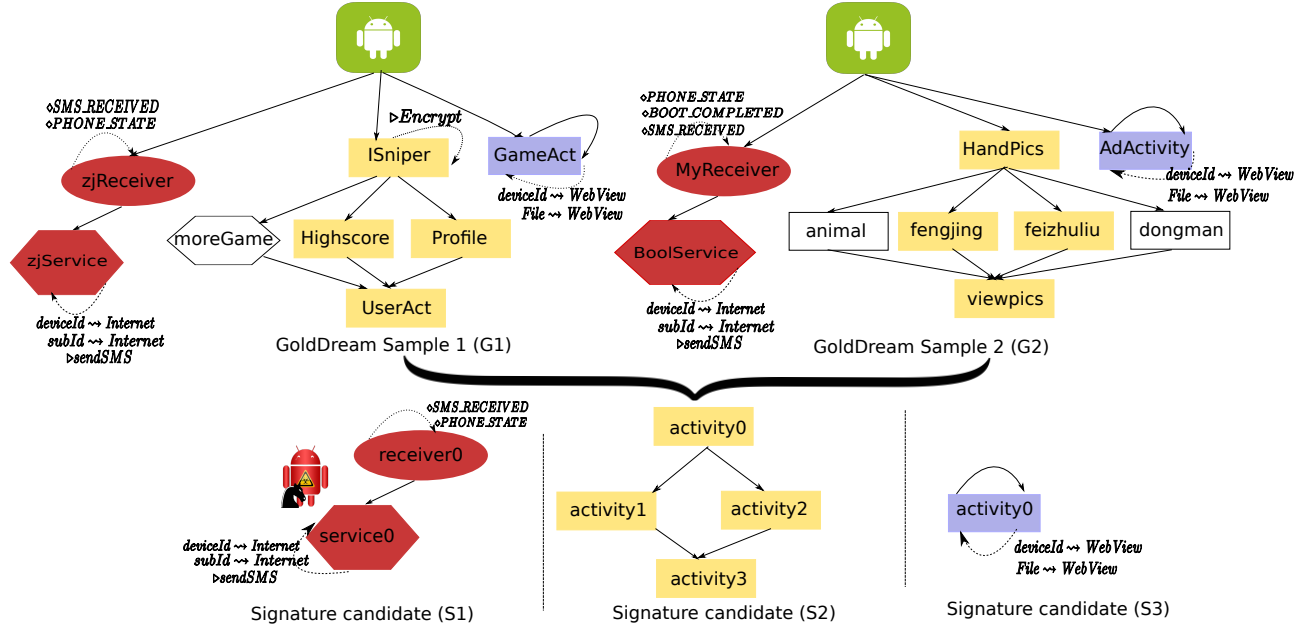 ◇SMS_RECEIVED
◇PHONE_STATE
zjReceiver
zjService
deviceId ⇝ Internet
subId ⇝ Internet
▷sendSMS
▷Encrypt
ISniper
GameAct
deviceId ⇝ WebView
File ⇝ WebView
moreGame
Highscore
Profile
UserAct
GoldDream Sample 1 (G1)
◇PHONE_STATE
◇BOOT_COMPLETED
◇SMS_RECEIVED
MyReceiver
BoolService
deviceId ⇝ Internet
subId ⇝ Internet
▷sendSMS
HandPics
AdActivity
deviceId ⇝ WebView
File ⇝ WebView
animal
fengjing
feizhuliu
dongman
viewpics
GoldDream Sample 2 (G2)
◇SMS_RECEIVED
◇PHONE_STATE
receiver0
service0
deviceId ⇝ Internet
subId ⇝ Internet
▷sendSMS
Signature candidate (S1)
activity0
activity1
activity2
activity3
Signature candidate (S2)
activity0
deviceId ⇝ WebView
File ⇝ WebView
Signature candidate (S3)